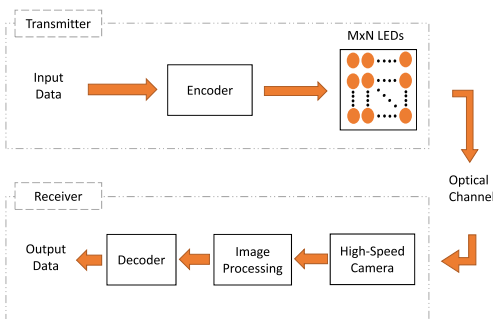 Transmitter
MxN LEDs
Input
Data
Encoder
Optical
Channel
Receiver
Output
Data
Decoder
Image
Processing
High-Speed
Camera